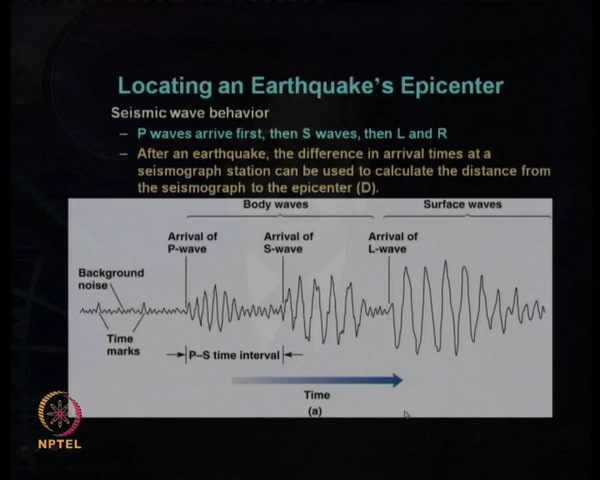 Locating an Earthquake's Epicenter
Seismic wave behavior
– P waves arrive first, then S waves, then L and R
– After an earthquake, the difference in arrival times at a
seismograph station can be used to calculate the distance from
the seismograph to the epicenter (D).
Body waves
Surface waves
Arrival of
P-wave
Arrival of
S-wave
Arrival of
L-wave
Background
noise
Time
marks
P–S time interval
Time
(a)
NPTEL